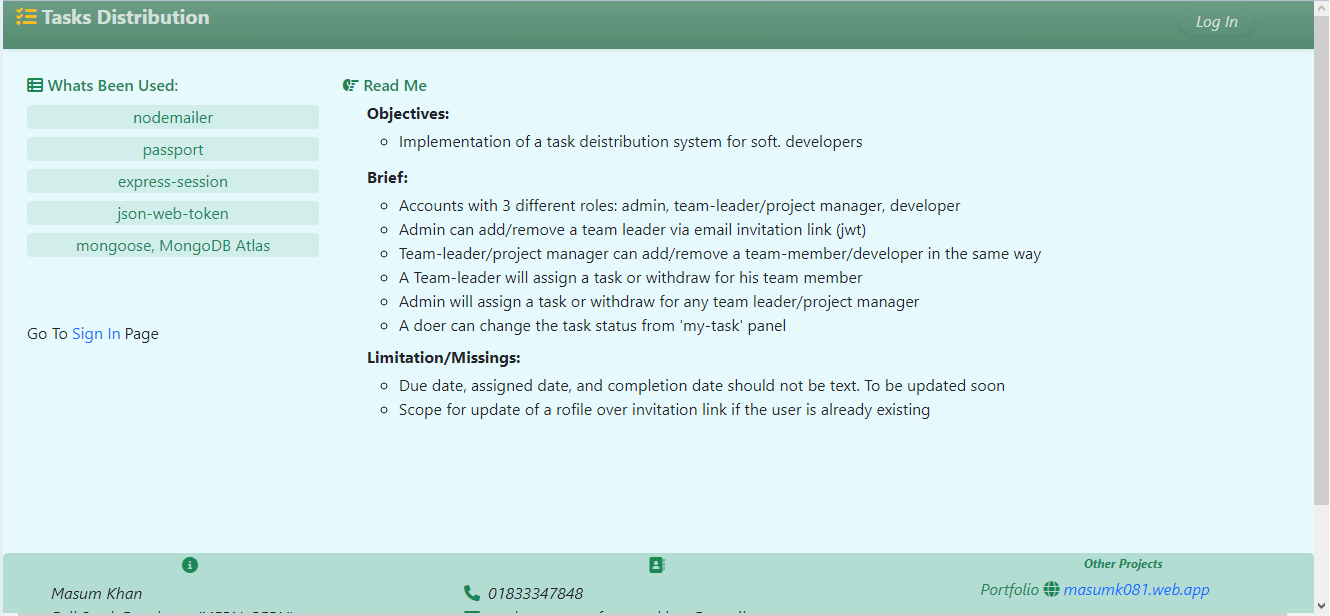 Tasks Distribution
Log In
Whats Been Used:
nodemailer
passport
express-session
json-web-token
mongoose, MongoDB Atlas
Go To Sign In Page
Read Me
Objectives:
Implementation of a task deistribution system for soft. developers
Brief:
Accounts with 3 different roles: admin, team-leader/project manager, developer
Admin can add/remove a team leader via email invitation link (jwt)
Team-leader/project manager can add/remove a team-member/developer in the same way
A Team-leader will assign a task or withdraw for his team member
Admin will assign a task or withdraw for any team leader/project manager
A doer can change the task status from 'my-task' panel
Limitation/Missings:
Due date, assigned date, and completion date should not be text. To be updated soon
Scope for update of a rofile over invitation link if the user is already existing
Masum Khan
01833347848
Other Projects
Portfolio masumk081.web.app